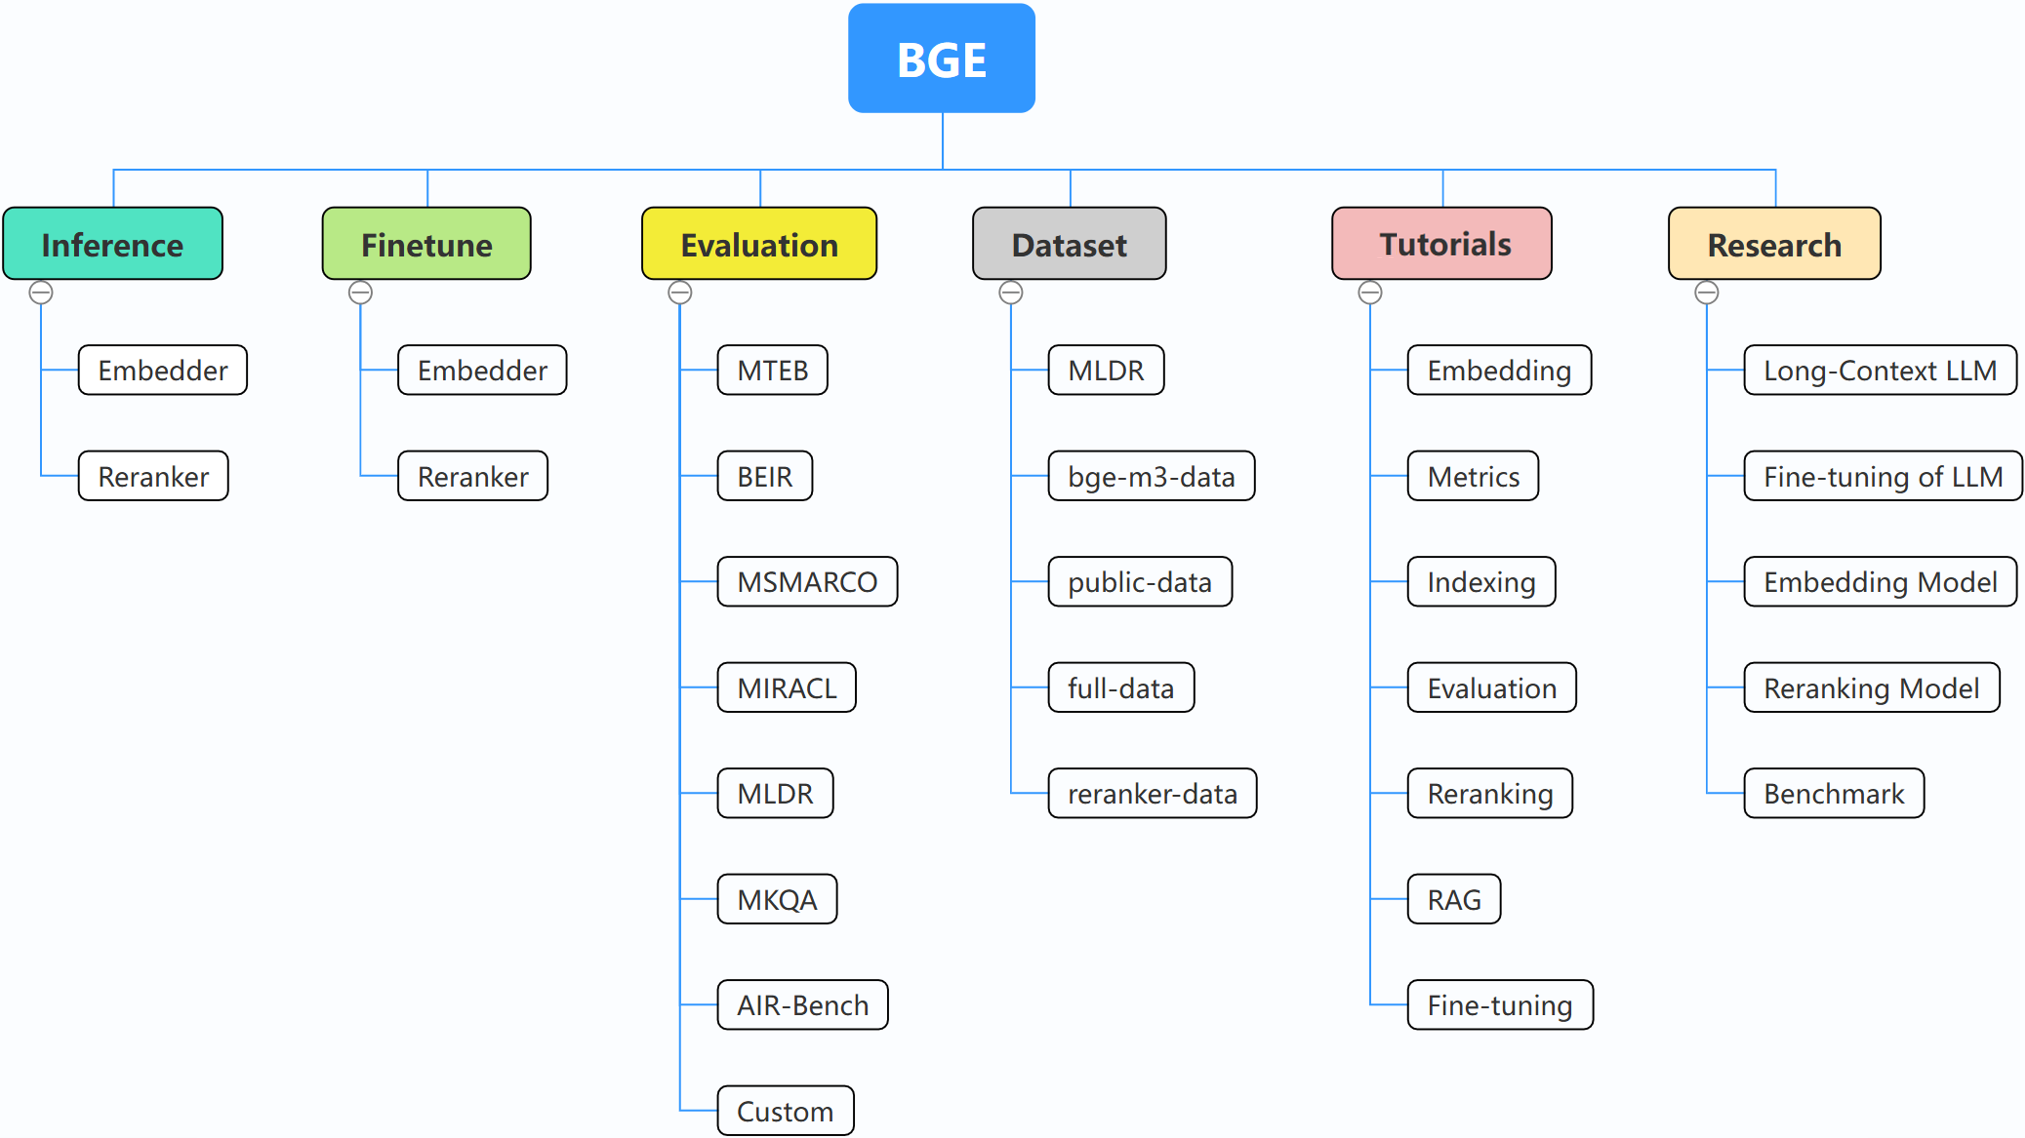 BGE
Inference
Embedder
Reranker
Finetune
Embedder
Reranker
Evaluation
MTEB
BEIR
MSMARCO
MIRACL
MLDR
MKQA
AIR-Bench
Custom
Dataset
MLDR
bge-m3-data
public-data
full-data
reranker-data
Tutorials
Embedding
Metrics
Indexing
Evaluation
Reranking
RAG
Fine-tuning
Research
Long-Context LLM
Fine-tuning of LLM
Embedding Model
Reranking Model
Benchmark